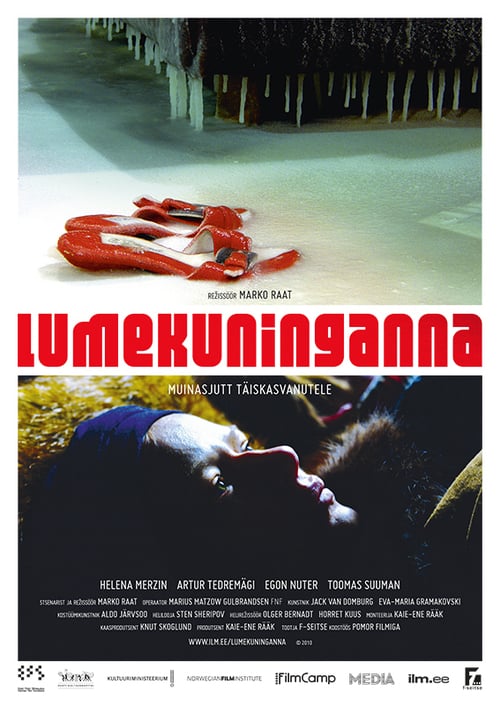 REŽISSÖÖR MARKO RAAT
LUMEKUNINGANNA
MUINASJUTT TÄISKASVANUTELE
HELENA MERZIN ARTUR TEDREMÄGI EGON NUTER TOOMAS SUUMAN
STSENARIST JA REŽISSÖÖR MARKO RAAT OPERAATOR MARIUS MATZOW GULBRANDSEN FNF KUNSTNIK JACK VAN DOMBURG EVA-MARIA GRAMAKOVSKI
KOSTÜÜMIKUNSTNIK ALDO JÄRVSOO HELILOOJA STEN SHERIPOV HELIREŽISSÖÖR OLGER BERNADT HORRET KUUS MONTEERIJA KAIE-ENE RÄÄK
KAASPRODUTSENT KNUT SKOGLUND PRODUTSENT KAIE-ENE RÄÄK TOOTJA F-SEITSE KOOSTÖÖS POMOR FILMIGA
WWW.ILM.EE/LUMEKUNINGANNA © 2010
KULTUURIMINISTEERIUM NORWEGIANFILMINSTITUTE FilmCamp MEDIA ilm.ee f-seitse